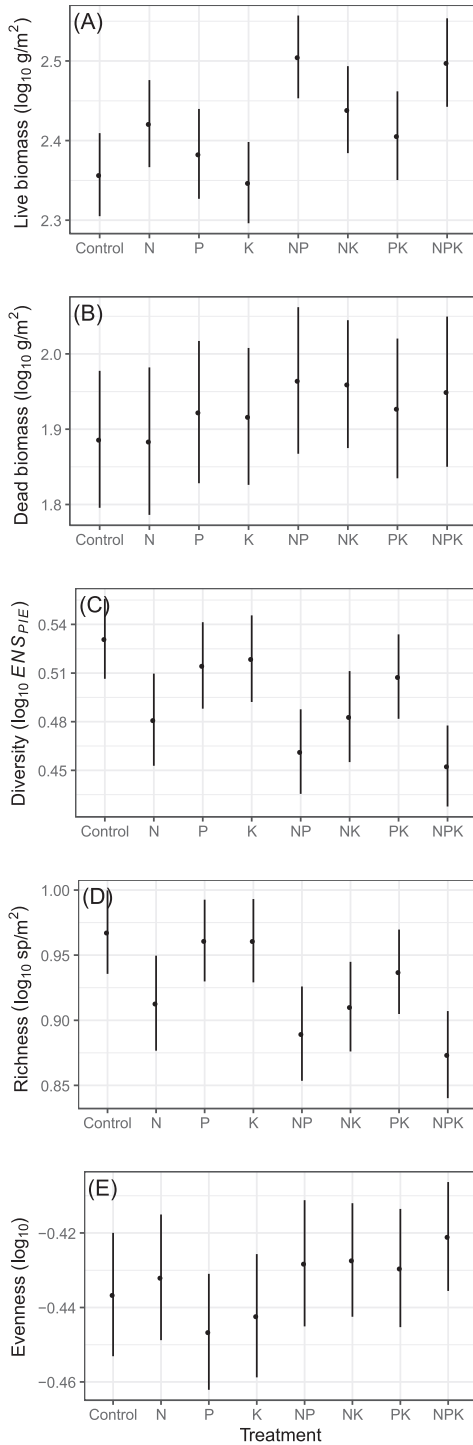 (A)
Live biomass (log₁₀ g/m²)
2.5
2.4
2.3
Control N P K NP NK PK NPK
(B)
Dead biomass (log₁₀ g/m²)
2.0
1.9
1.8
Control N P K NP NK PK NPK
(C)
Diversity (log₁₀ ENS_PIE)
0.54
0.51
0.48
0.45
Control N P K NP NK PK NPK
(D)
Richness (log₁₀ sp/m²)
1.00
0.95
0.90
0.85
Control N P K NP NK PK NPK
(E)
Evenness (log₁₀)
−0.42
−0.44
−0.46
Control N P K NP NK PK NPK
Treatment